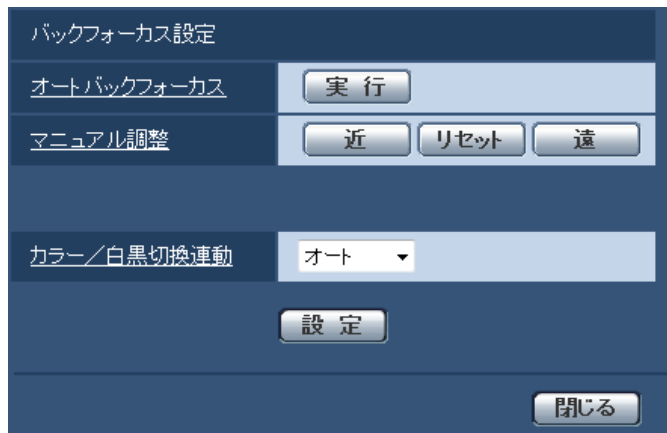 バックフォーカス設定
オートバックフォーカス 実行
マニュアル調整 近 リセット 遠
カラー／白黒切換連動 オート
設定
閉じる